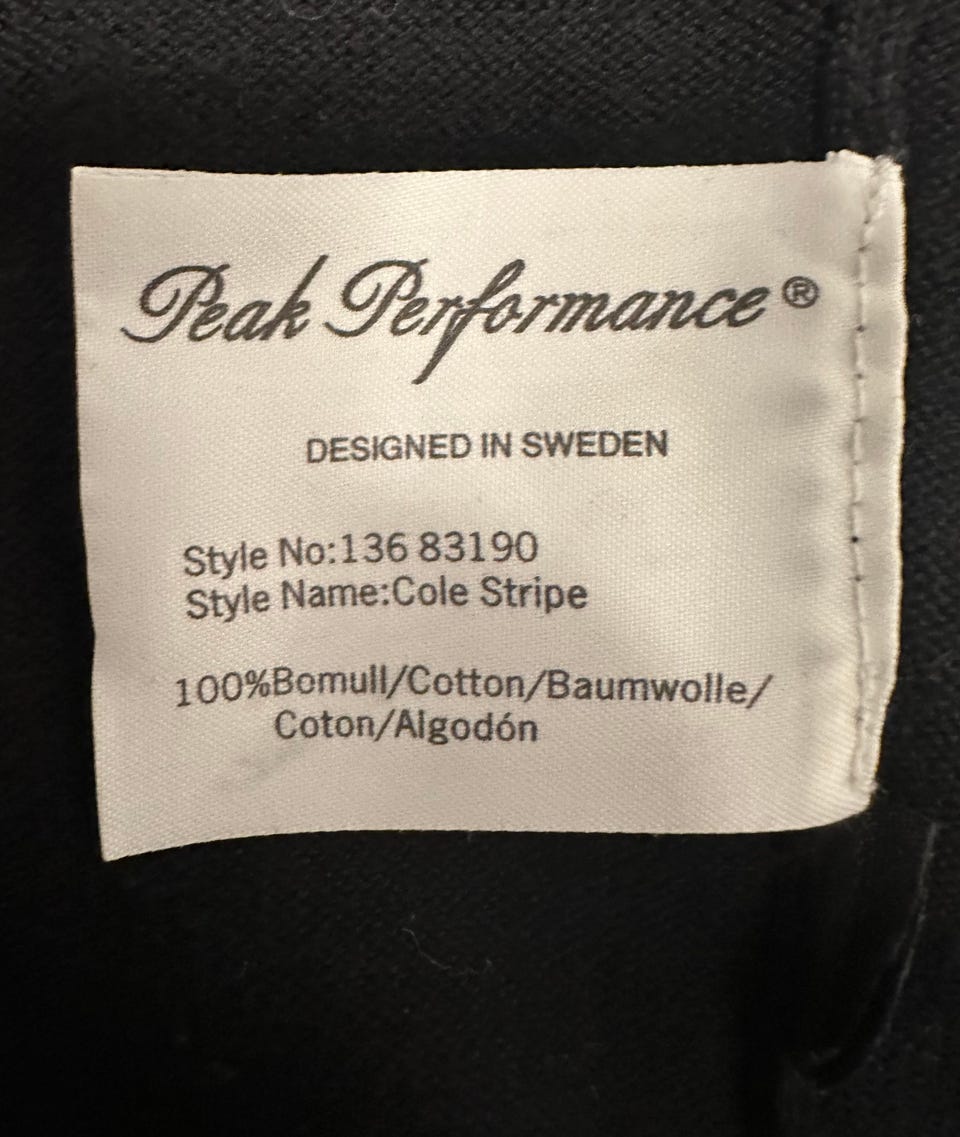 Peak Performance®
DESIGNED IN SWEDEN
Style No:136 83190
Style Name:Cole Stripe
100%Bomull/Cotton/Baumwolle/
Coton/Algodón